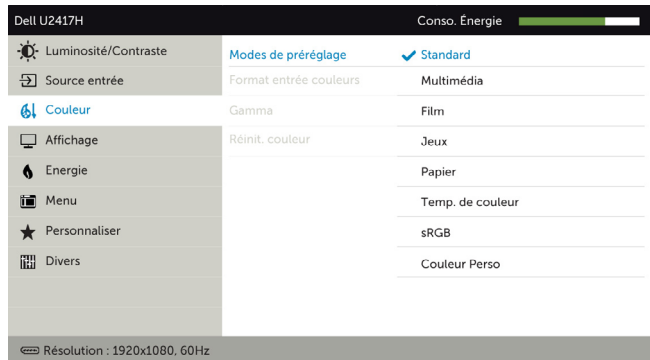 Dell U2417H Conso. Énergie
Luminosité/Contraste Modes de préréglage Standard
Source entrée Format entrée couleurs Multimédia
Couleur Gamma Film
Affichage Réinit. couleur Jeux
Energie Papier
Menu Temp. de couleur
Personnaliser sRGB
Divers Couleur Perso
Résolution : 1920x1080, 60Hz